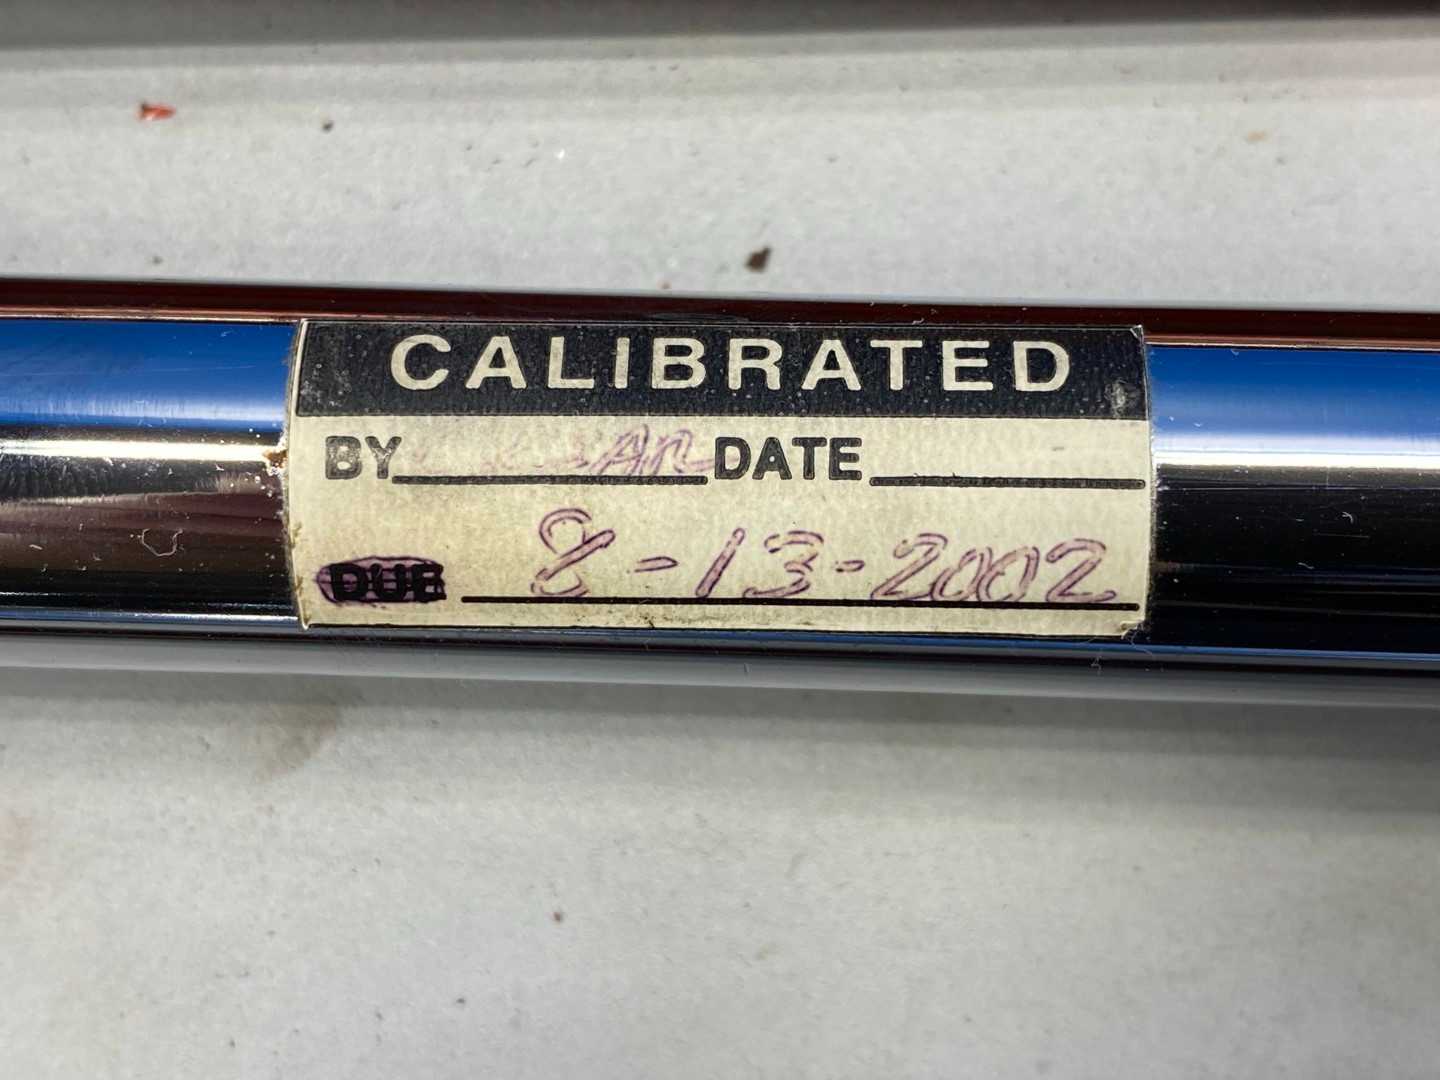 CALIBRATED
BY DATE
DUE 8-13-2002